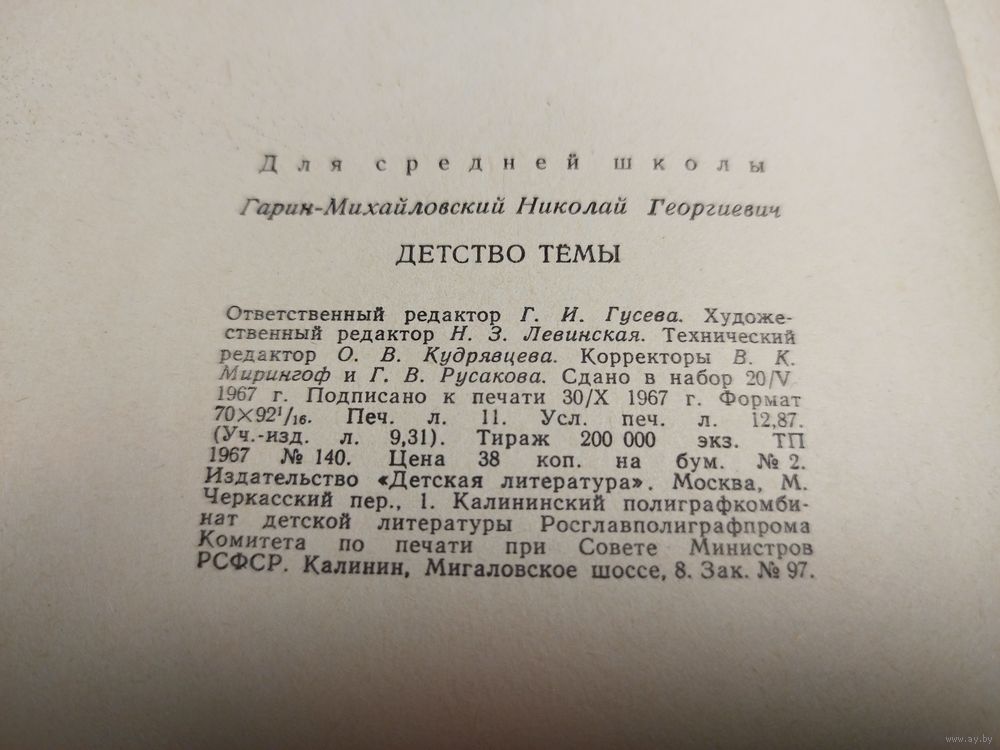 Для средней школы
Гарин-Михайловский Николай Георгиевич
ДЕТСТВО ТЁМЫ
Ответственный редактор Г. И. Гусева. Художе-
ственный редактор Н. З. Левинская. Технический
редактор О. В. Кудрявцева. Корректоры В. К.
Мирингоф и Г. В. Русакова. Сдано в набор 20/V
1967 г. Подписано к печати 30/X 1967 г. Формат
70×92¹/₁₆. Печ. л. 11. Усл. печ. л. 12,87.
(Уч.-изд. л. 9,31). Тираж 200 000 экз. ТП
1967 № 140. Цена 38 коп. на бум. № 2.
Издательство «Детская литература». Москва, М.
Черкасский пер., 1. Калининский полиграфкомби-
нат детской литературы Росглавполиграфпрома
Комитета по печати при Совете Министров
РСФСР. Калинин, Мигаловское шоссе, 8. Зак. № 97.
www.ay.by